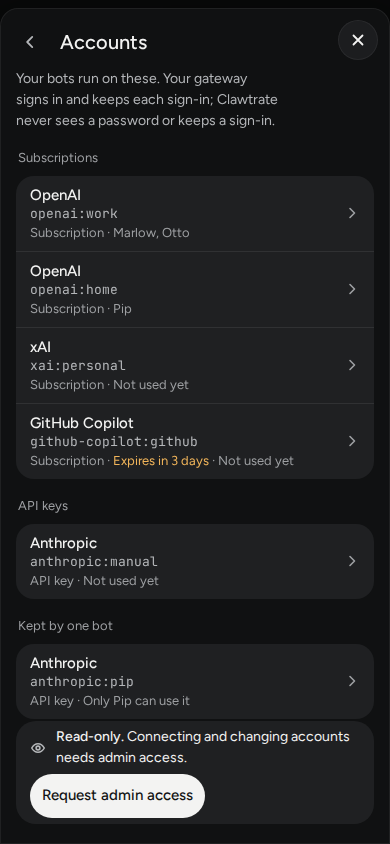 Accounts
Your bots run on these. Your gateway
signs in and keeps each sign-in; Clawtrate
never sees a password or keeps a sign-in.
Subscriptions
OpenAI
openai:work
Subscription · Marlow, Otto
OpenAI
openai:home
Subscription · Pip
xAI
xai:personal
Subscription · Not used yet
GitHub Copilot
github-copilot:github
Subscription · Expires in 3 days · Not used yet
API keys
Anthropic
anthropic:manual
API key · Not used yet
Kept by one bot
Anthropic
anthropic:pip
API key · Only Pip can use it
Read-only. Connecting and changing accounts
needs admin access.
Request admin access